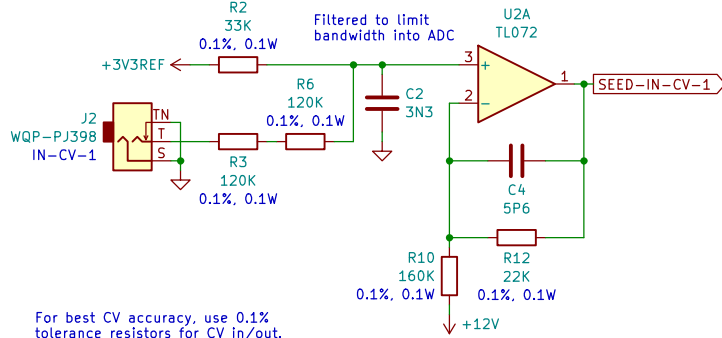 R2
33K
0.1%, 0.1W
Filtered to limit
bandwidth into ADC
U2A
TL072
+3V3REF
3
+
1
2
−
SEED-IN-CV-1
R6
120K
0.1%, 0.1W
C2
3N3
J2
WQP-PJ398
IN-CV-1
TN
T
S
R3
120K
0.1%, 0.1W
C4
5P6
R10
160K
0.1%, 0.1W
R12
22K
0.1%, 0.1W
+12V
For best CV accuracy, use 0.1%
tolerance resistors for CV in/out.